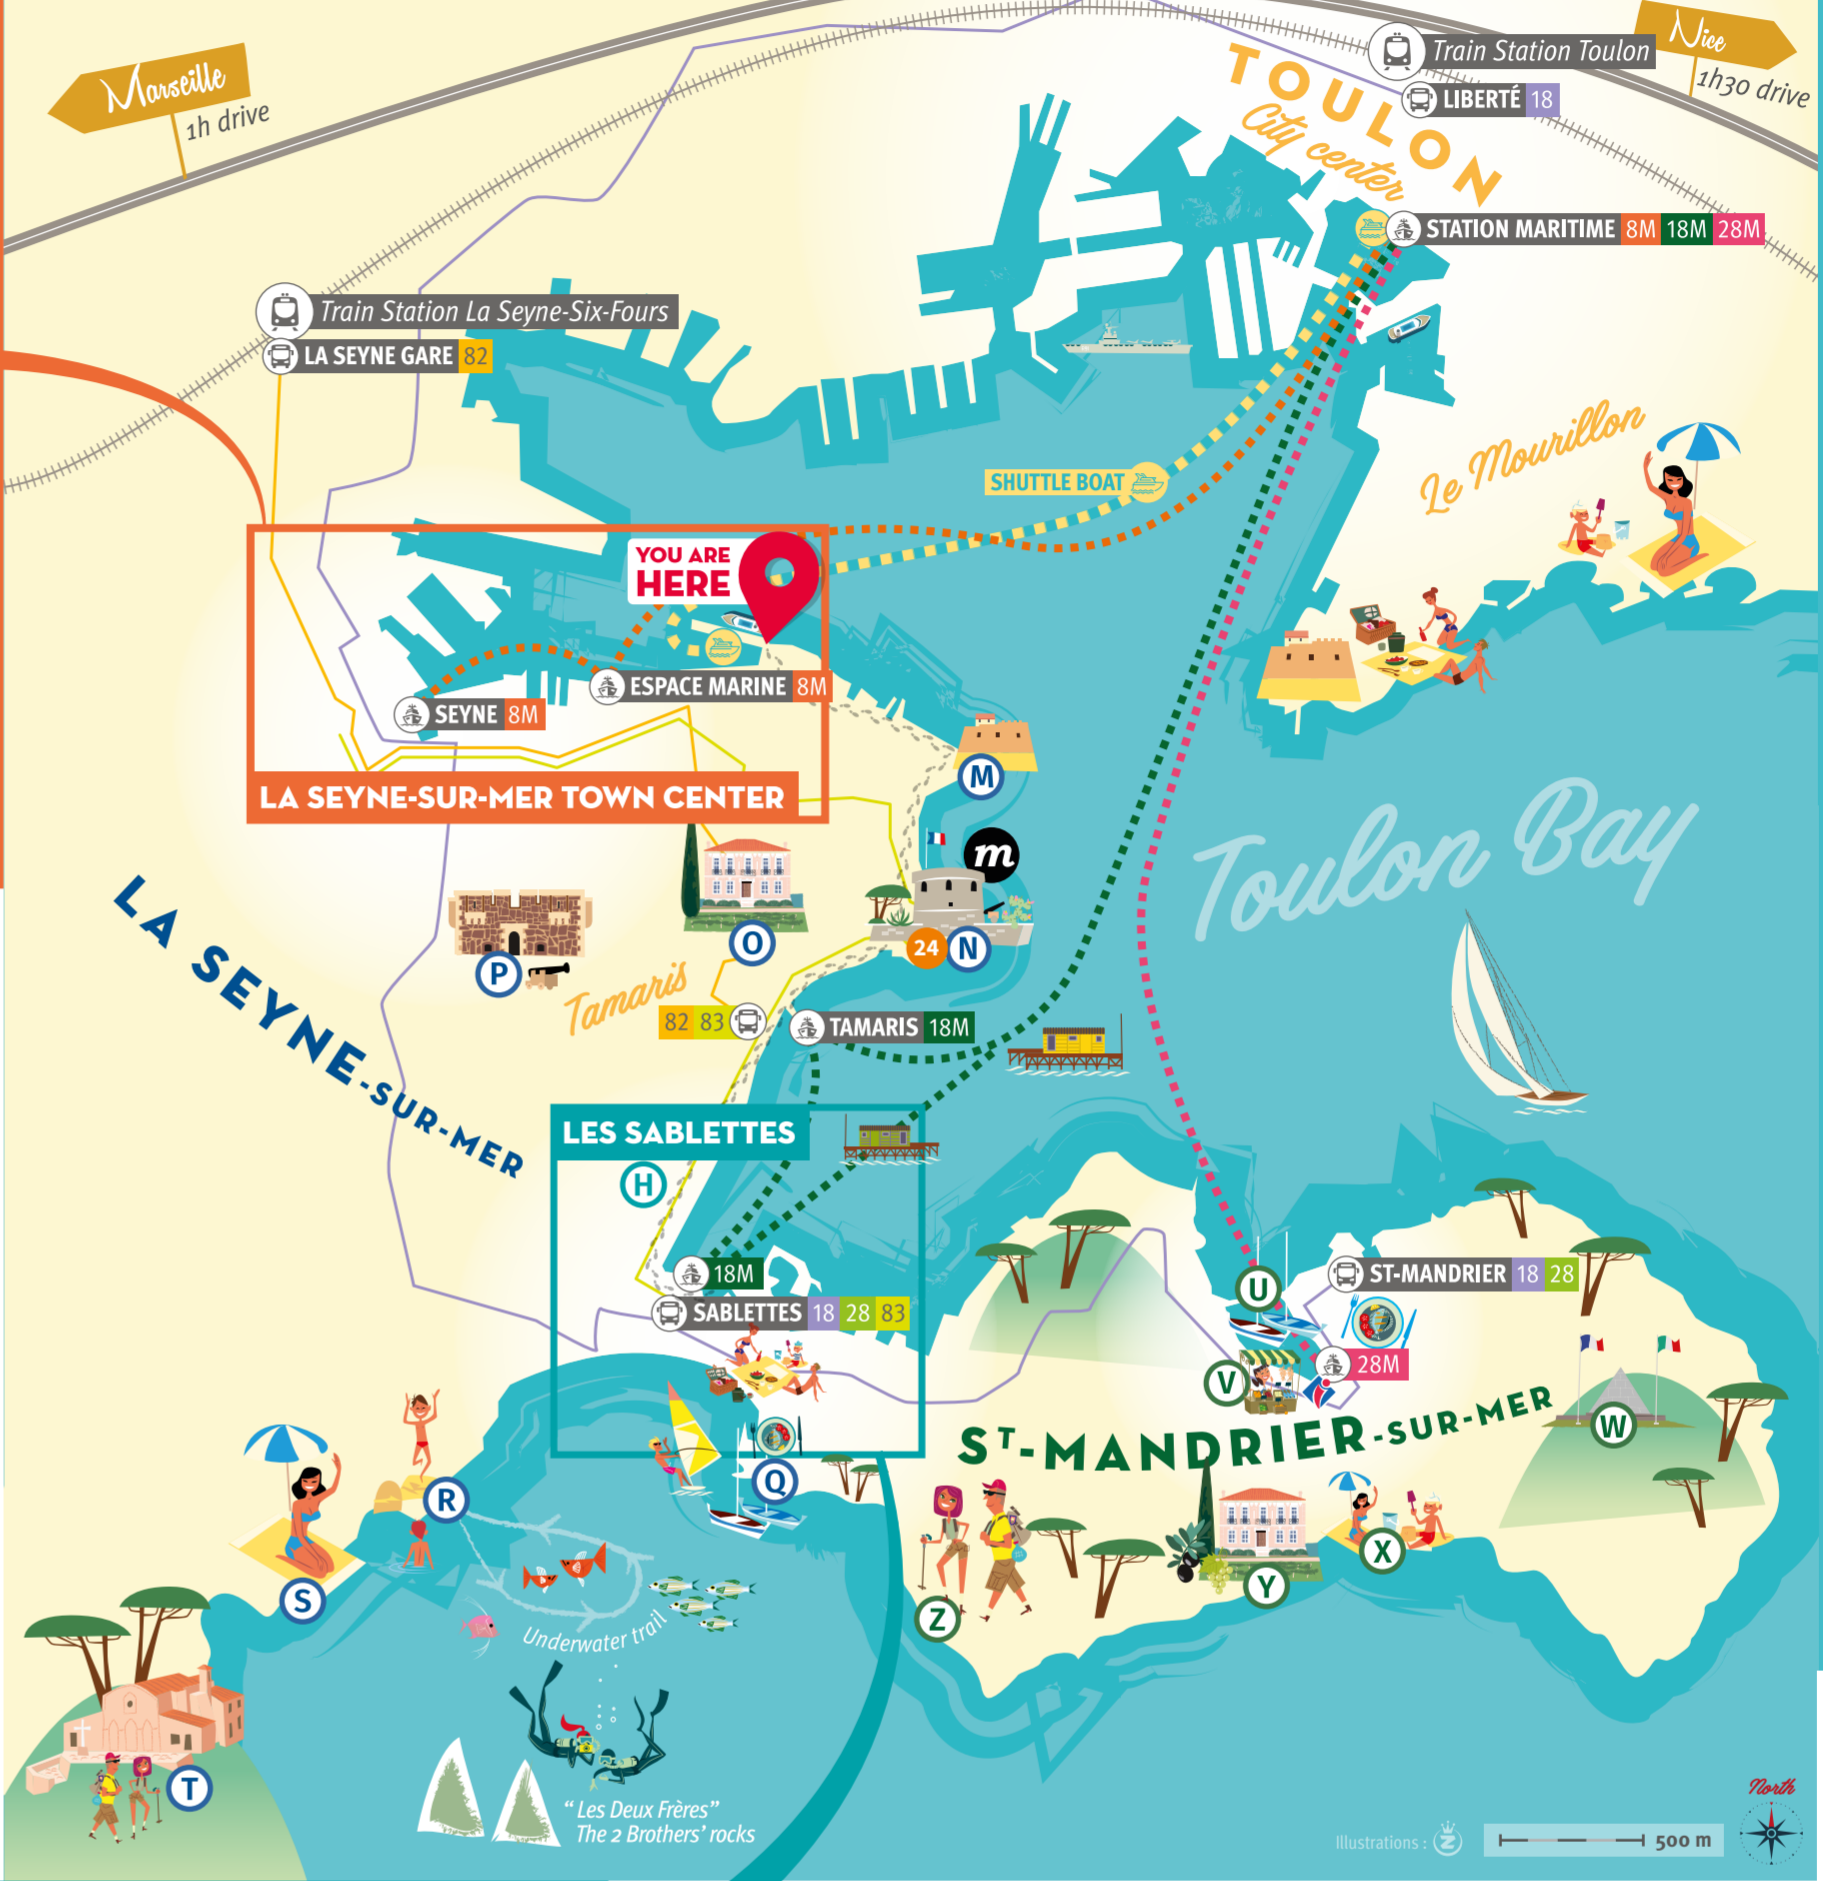 Marseille
1h drive
Train Station Toulon
Nice
1h30 drive
LIBERTÉ 18
TOULON
City center
STATION MARITIME 8M 18M 28M
Train Station La Seyne-Six-Fours
LA SEYNE GARE 82
Le Mourillon
SHUTTLE BOAT
YOU ARE
HERE
ESPACE MARINE 8M
SEYNE 8M
M
LA SEYNE-SUR-MER TOWN CENTER
m
Toulon Bay
LA SEYNE-SUR-MER
O
24 N
P
Tamaris
82 83
TAMARIS 18M
LES SABLETTES
H
18M
SABLETTES 18 28 83
U
ST-MANDRIER 18 28
28M
V
W
ST-MANDRIER-SUR-MER
Q
R
X
Y
S
Z
Underwater trail
T
“Les Deux Frères”
The 2 Brothers’ rocks
North
Illustrations : Z
500 m